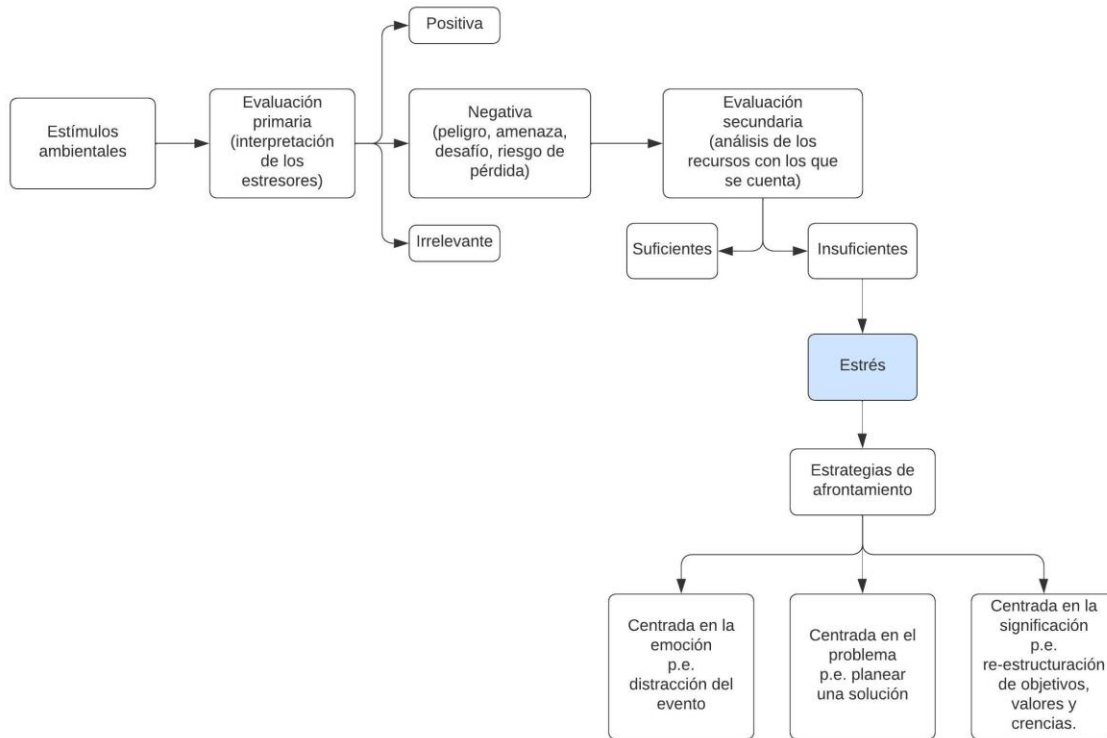 Positiva
Estímulos
ambientales
Evaluación
primaria
(interpretación
de los
estresores)
Negativa
(peligro, amenaza,
desafío, riesgo de
pérdida)
Evaluación
secundaria
(análisis de los
recursos con los que
se cuenta)
Irrelevante
Suficientes
Insuficientes
Estrés
Estrategias de
afrontamiento
Centrada en la
emoción
p.e.
distracción del
evento
Centrada en el
problema
p.e. planear
una solución
Centrada en la
significación
p.e.
re-estructuración
de objetivos,
valores y
crencias.